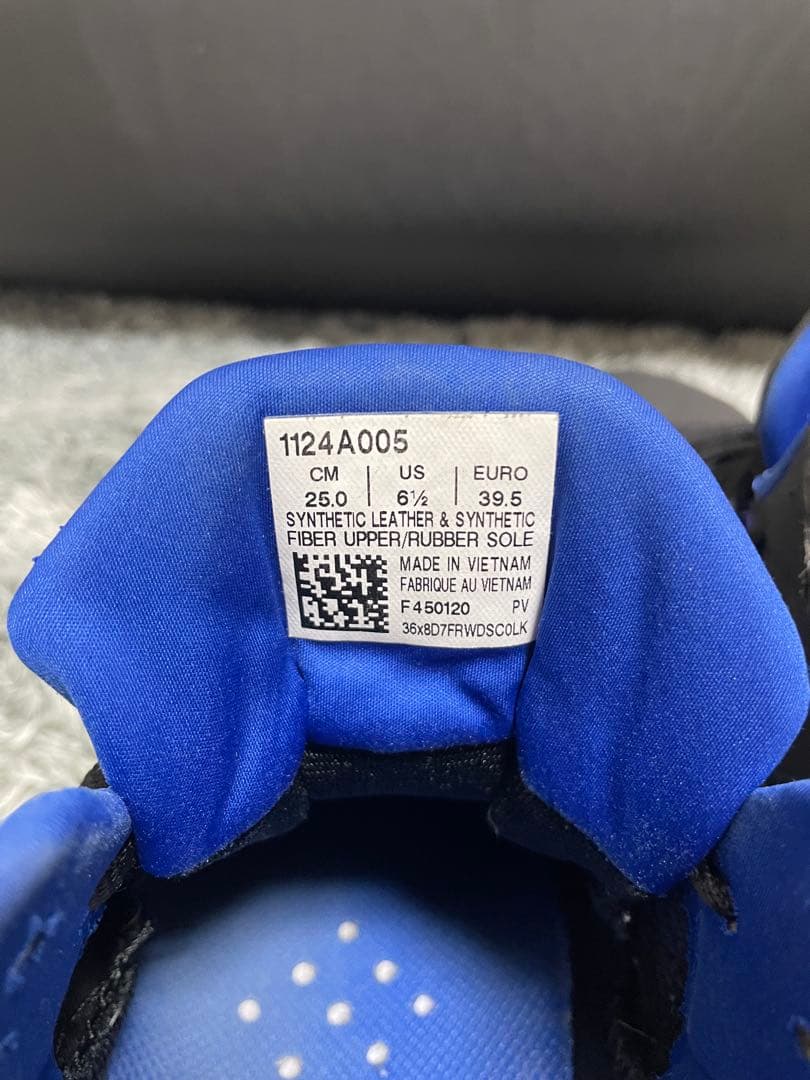 1124A005
CM | US | EURO
25.0 | 6½ | 39.5
SYNTHETIC LEATHER & SYNTHETIC
FIBER UPPER/RUBBER SOLE
MADE IN VIETNAM
FABRIQUE AU VIETNAM
F450120 PV
36x8D7FRWDSC0LK